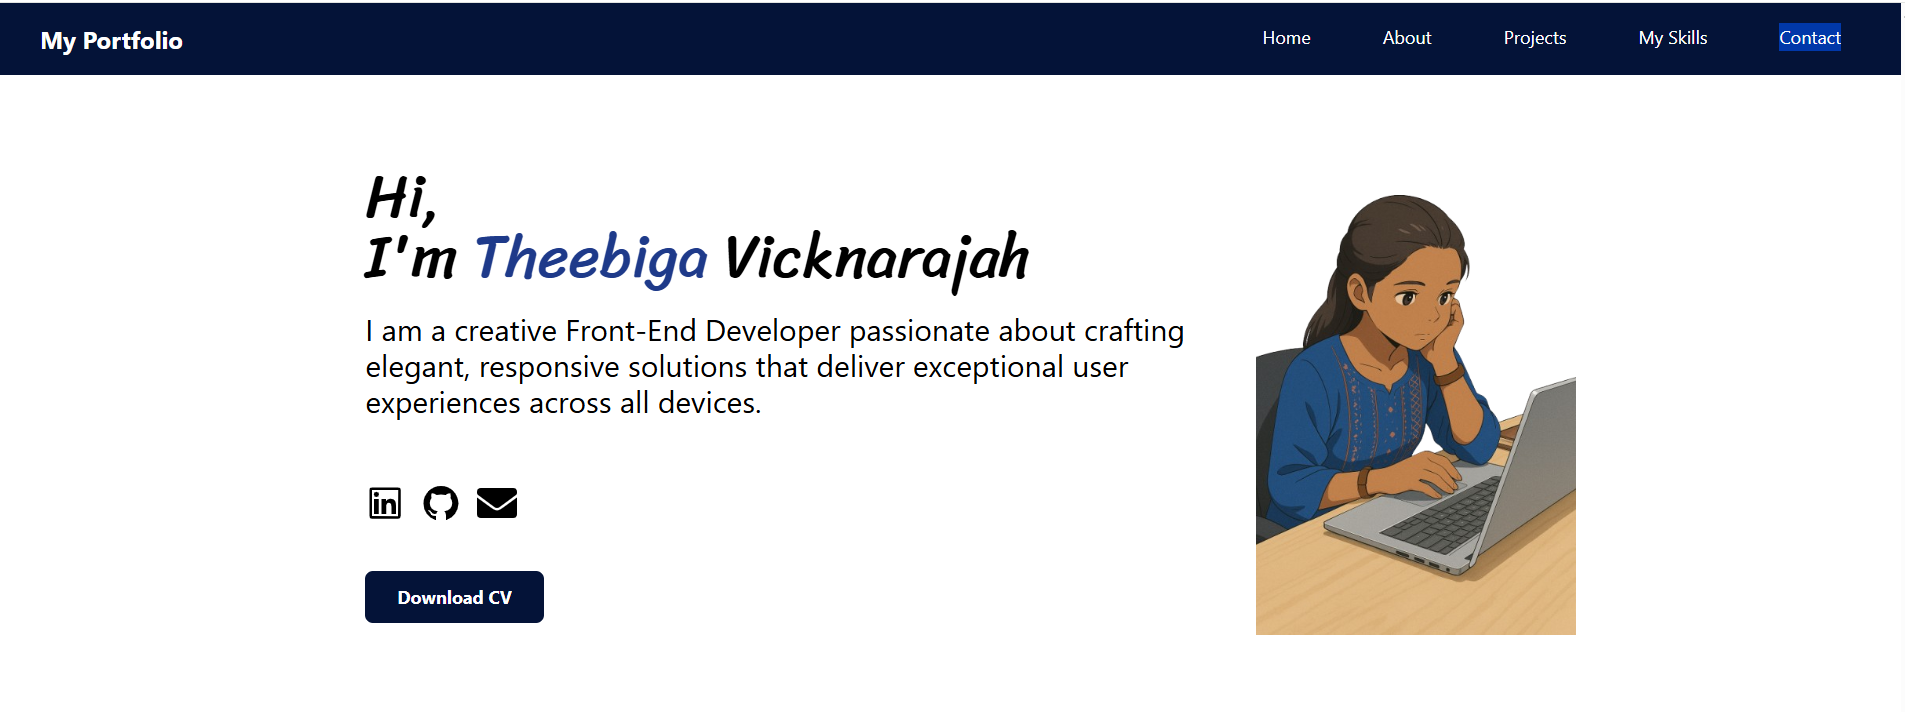 My Portfolio
Home About Projects My Skills Contact
Hi,
I'm Theebiga Vicknarajah
I am a creative Front-End Developer passionate about crafting
elegant, responsive solutions that deliver exceptional user
experiences across all devices.
in
Download CV